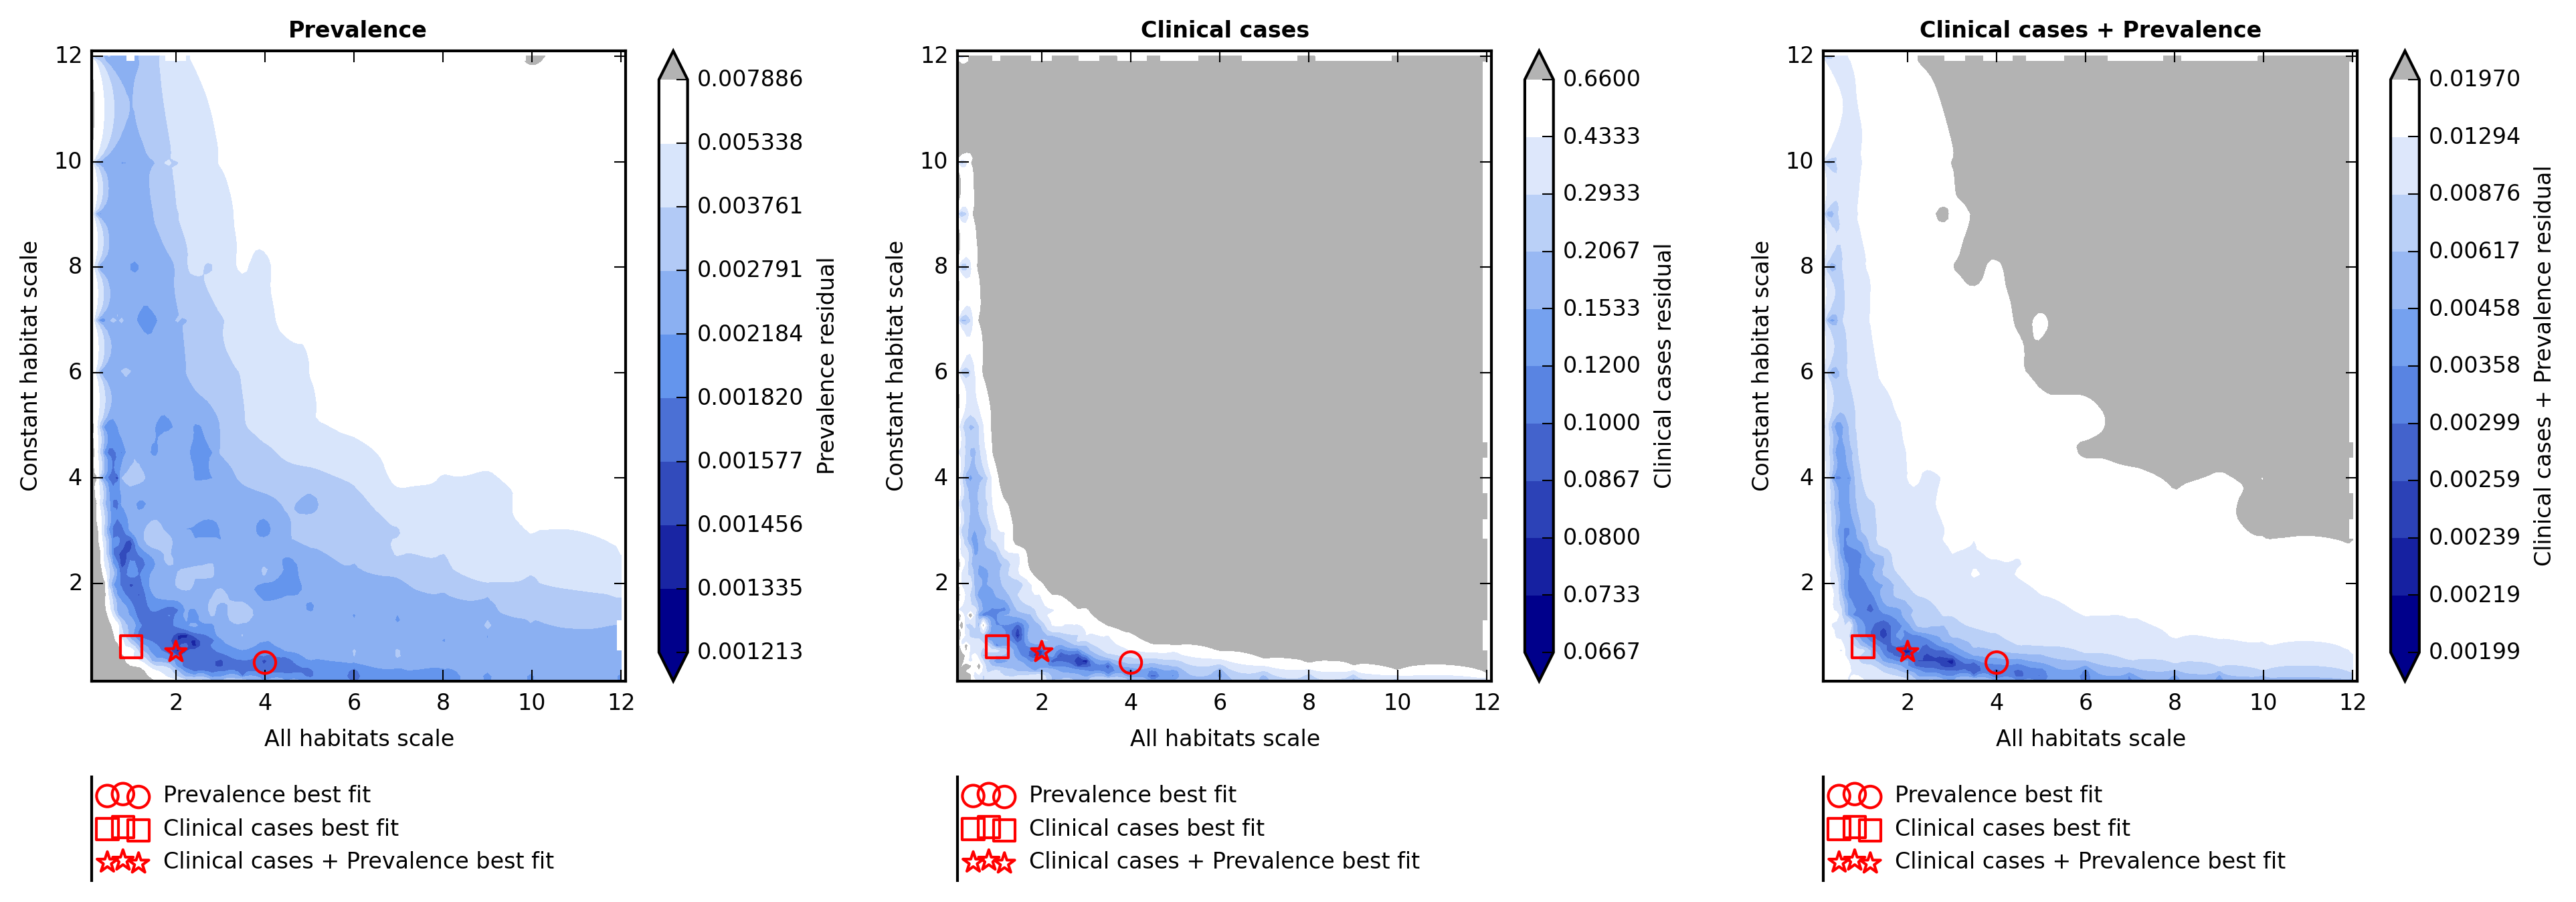 Prevalence
Clinical cases
Clinical cases + Prevalence
12
10
8
6
4
2
Constant habitat scale
2 4 6 8 10 12
All habitats scale
0.007886
0.005338
0.003761
0.002791
0.002184
0.001820
0.001577
0.001456
0.001335
0.001213
Prevalence residual
12
10
8
6
4
2
Constant habitat scale
2 4 6 8 10 12
All habitats scale
0.6600
0.4333
0.2933
0.2067
0.1533
0.1200
0.1000
0.0867
0.0800
0.0733
0.0667
Clinical cases residual
12
10
8
6
4
2
Constant habitat scale
2 4 6 8 10 12
All habitats scale
0.01970
0.01294
0.00876
0.00617
0.00458
0.00358
0.00299
0.00259
0.00239
0.00219
0.00199
Clinical cases + Prevalence residual
Prevalence best fit
Clinical cases best fit
Clinical cases + Prevalence best fit
Prevalence best fit
Clinical cases best fit
Clinical cases + Prevalence best fit
Prevalence best fit
Clinical cases best fit
Clinical cases + Prevalence best fit